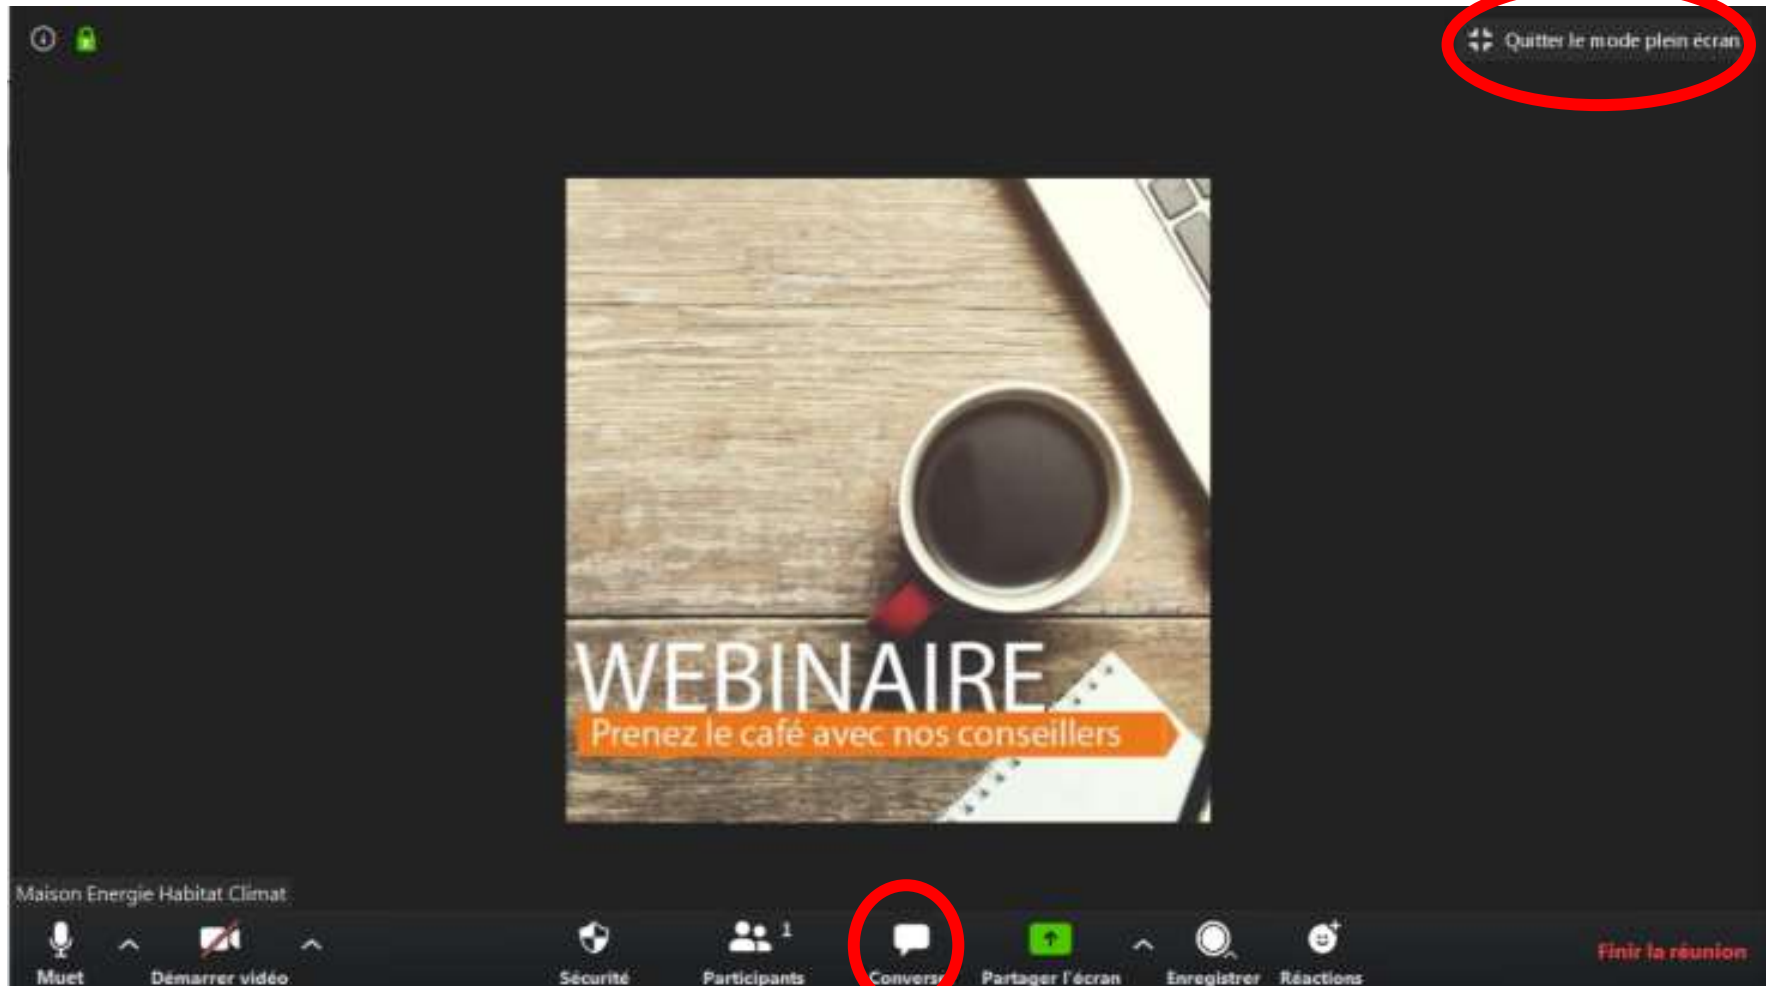 Quitter le mode plein écran
WEBINAIRE
Prenez le café avec nos conseillers
Maison Energie Habitat Climat
1
Muet
Démarrer vidéo
Sécurité
Participants
Converse
Partager l'écran
Enregistrer
Réactions
Finir la réunion